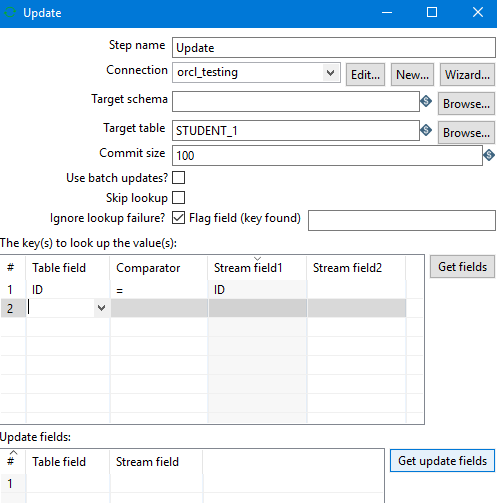 Update
Step name Update
Connection orcl_testing Edit... New... Wizard...
Target schema Browse...
Target table STUDENT_1 Browse...
Commit size 100
Use batch updates?
Skip lookup
Ignore lookup failure? Flag field (key found)
The key(s) to look up the value(s):
# Table field Comparator Stream field1 Stream field2 Get fields
1 ID = ID
2
Update fields:
# Table field Stream field Get update fields
1